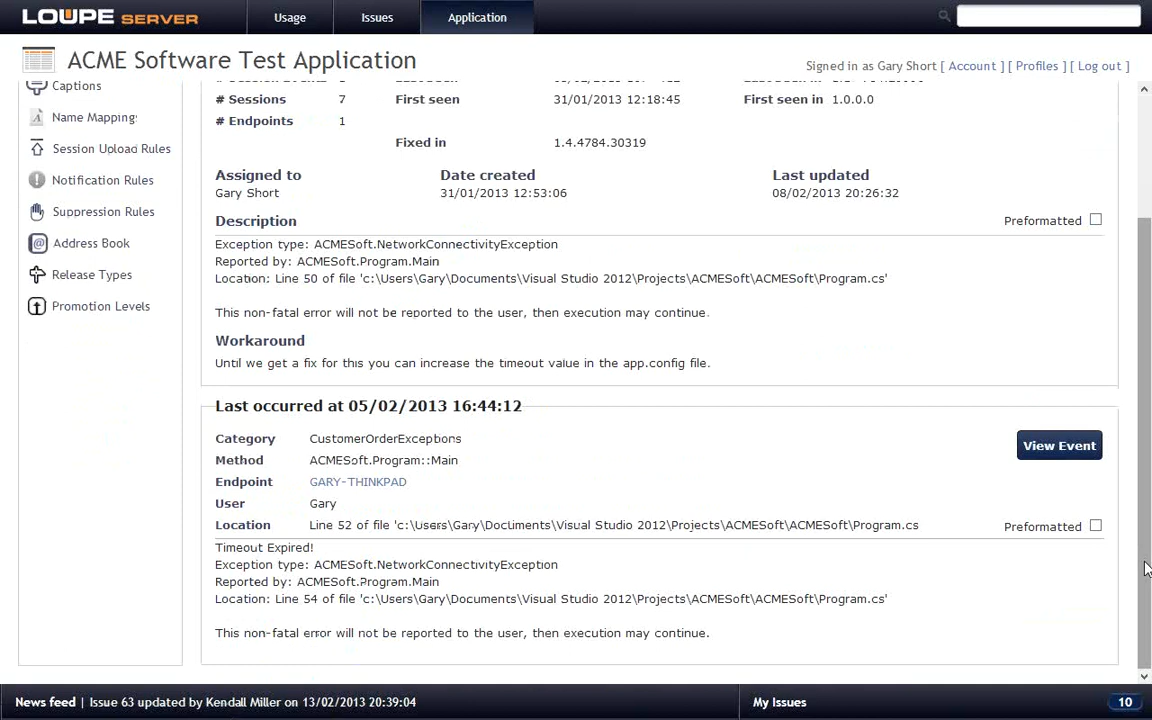 LOUPE SERVER
Usage
Issues
Application
ACME Software Test Application
Signed in as Gary Short [ Account ] [ Profiles ] [ Log out ]
Captions
Name Mappings
Session Upload Rules
Notification Rules
Suppression Rules
Address Book
Release Types
Promotion Levels
# Sessions 7 First seen 31/01/2013 12:18:45 First seen in 1.0.0.0
# Endpoints 1
Fixed in 1.4.4784.30319
Assigned to Date created Last updated
Gary Short 31/01/2013 12:53:06 08/02/2013 20:26:32
Description Preformatted
Exception type: ACMESoft.NetworkConnectivityException
Reported by: ACMESoft.Program.Main
Location: Line 50 of file 'c:\Users\Gary\Documents\Visual Studio 2012\Projects\ACMESoft\ACMESoft\Program.cs'
This non-fatal error will not be reported to the user, then execution may continue.
Workaround
Until we get a fix for this you can increase the timeout value in the app.config file.
Last occurred at 05/02/2013 16:44:12
Category CustomerOrderExceptions
View Event
Method ACMESoft.Program::Main
Endpoint GARY-THINKPAD
User Gary
Location Line 52 of file 'c:\Users\Gary\Documents\Visual Studio 2012\Projects\ACMESoft\ACMESoft\Program.cs Preformatted
Timeout Expired!
Exception type: ACMESoft.NetworkConnectivityException
Reported by: ACMESoft.Program.Main
Location: Line 54 of file 'c:\Users\Gary\Documents\Visual Studio 2012\Projects\ACMESoft\ACMESoft\Program.cs'
This non-fatal error will not be reported to the user, then execution may continue.
News feed | Issue 63 updated by Kendall Miller on 13/02/2013 20:39:04
My Issues 10